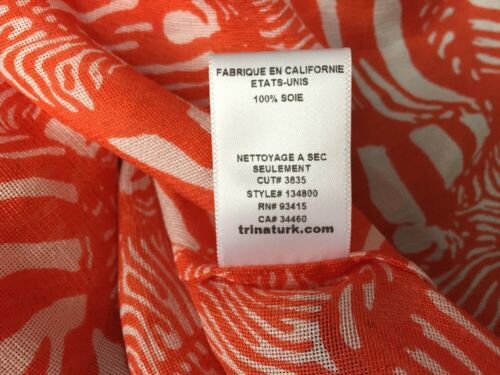 FABRIQUE EN CALIFORNIE
ETATS-UNIS
100% SOIE
NETTOYAGE A SEC
SEULEMENT
CUT# 3835
STYLE# 134800
RN# 93415
CA# 34460
trinaturk.com